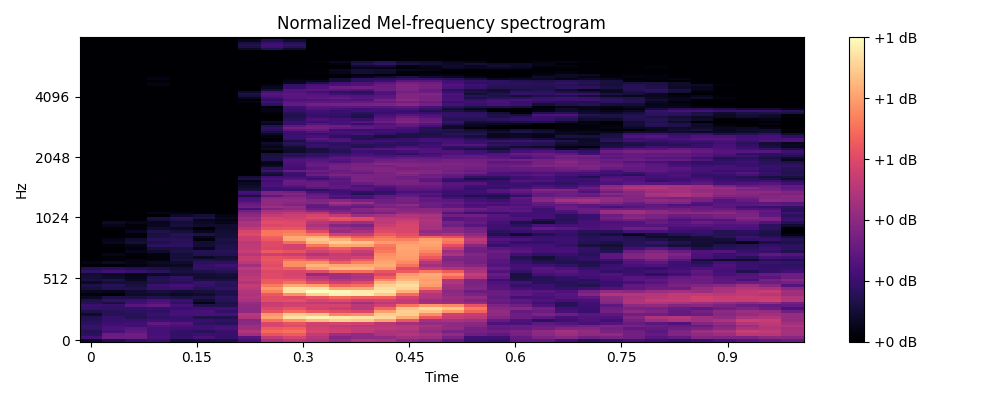 Normalized Mel-frequency spectrogram
Hz
4096
2048
1024
512
0
0 0.15 0.3 0.45 0.6 0.75 0.9
Time
+1 dB
+1 dB
+1 dB
+0 dB
+0 dB
+0 dB